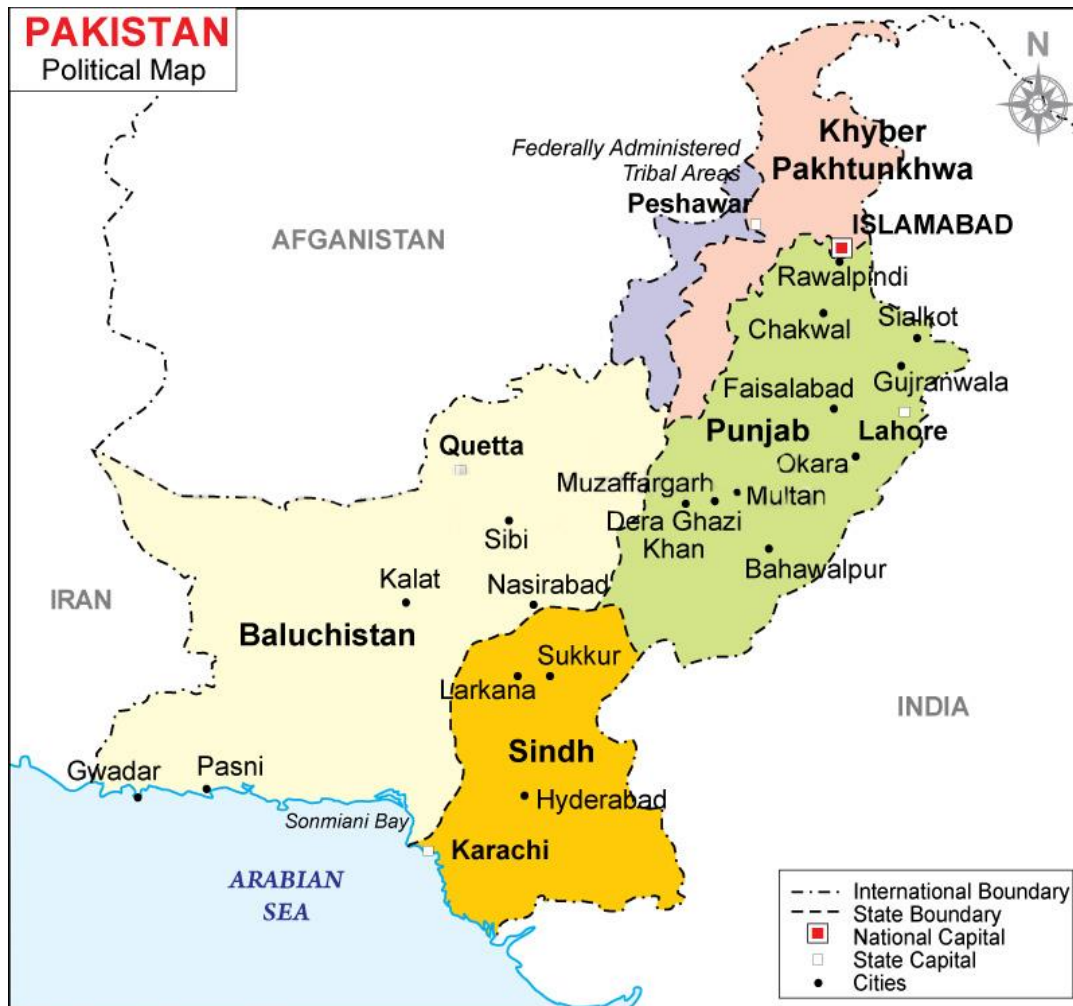 PAKISTAN
Political Map
N
Khyber
Pakhtunkhwa
Federally Administered
Tribal Areas
Peshawar
ISLAMABAD
AFGANISTAN
Rawalpindi
Chakwal
Sialkot
Faisalabad
Gujranwala
Punjab
Lahore
Quetta
Okara
Muzaffargarh
Multan
Dera Ghazi
Khan
Sibi
Bahawalpur
Kalat
Nasirabad
IRAN
Baluchistan
Sukkur
Larkana
INDIA
Sindh
Gwadar
Pasni
Hyderabad
Sonmiani Bay
Karachi
ARABIAN
SEA
International Boundary
State Boundary
National Capital
State Capital
Cities